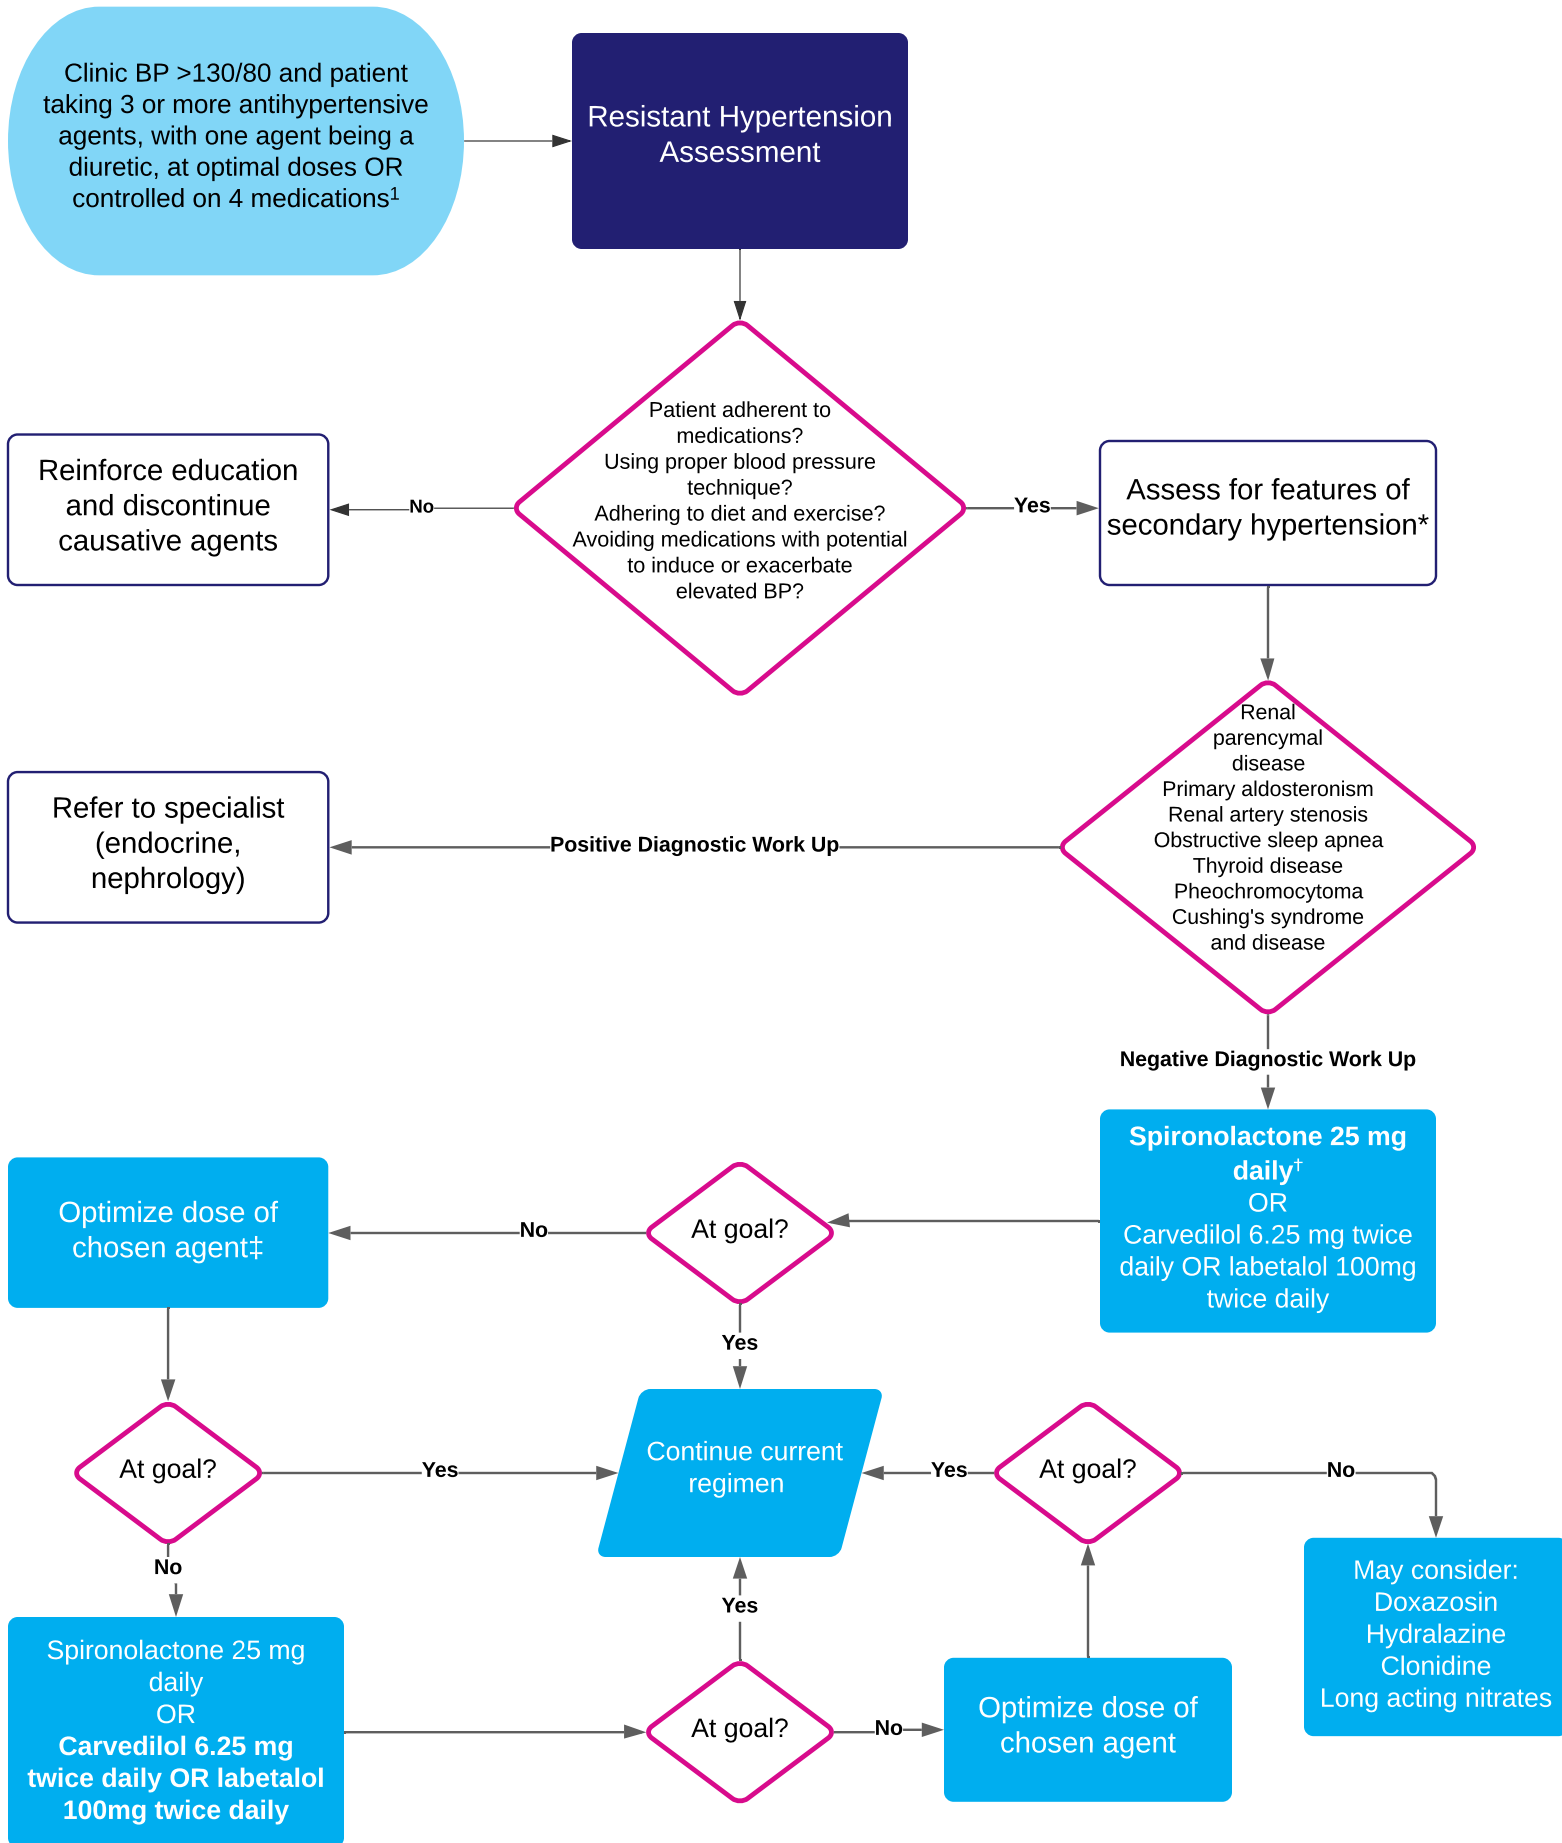 Clinic BP >130/80 and patient
taking 3 or more antihypertensive
agents, with one agent being a
diuretic, at optimal doses OR
controlled on 4 medications¹
Resistant Hypertension
Assessment
Patient adherent to
medications?
Using proper blood pressure
technique?
Adhering to diet and exercise?
Avoiding medications with potential
to induce or exacerbate
elevated BP?
No
Yes
Reinforce education
and discontinue
causative agents
Assess for features of
secondary hypertension*
Renal
parencymal
disease
Primary aldosteronism
Renal artery stenosis
Obstructive sleep apnea
Thyroid disease
Pheochromocytoma
Cushing's syndrome
and disease
Positive Diagnostic Work Up
Refer to specialist
(endocrine,
nephrology)
Negative Diagnostic Work Up
Spironolactone 25 mg
daily†
OR
Carvedilol 6.25 mg twice
daily OR labetalol 100mg
twice daily
At goal?
No
Yes
Optimize dose of
chosen agent‡
At goal?
Yes
No
Continue current
regimen
Spironolactone 25 mg
daily
OR
Carvedilol 6.25 mg
twice daily OR labetalol
100mg twice daily
At goal?
Yes
No
Optimize dose of
chosen agent
At goal?
Yes
No
May consider:
Doxazosin
Hydralazine
Clonidine
Long acting nitrates